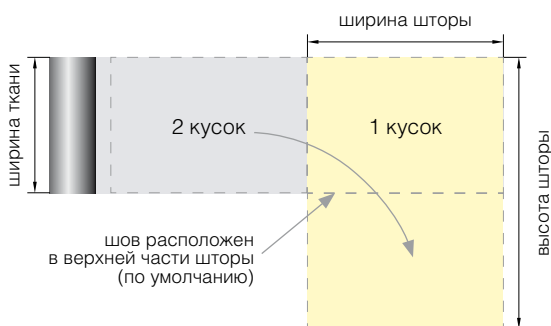 ширина шторы
ширина ткани
2 кусок
1 кусок
высота шторы
шов расположен
в верхней части шторы
(по умолчанию)